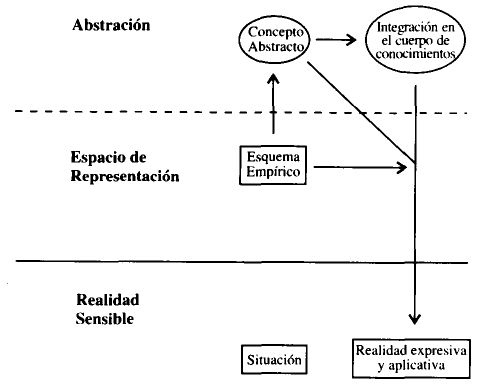 Abstración
Concepto
Abstracto
Integración en
el cuerpo de
conocimientos
Espacio de
Representación
Esquema
Empírico
Realidad
Sensible
Situación
Realidad expresiva
y aplicativa